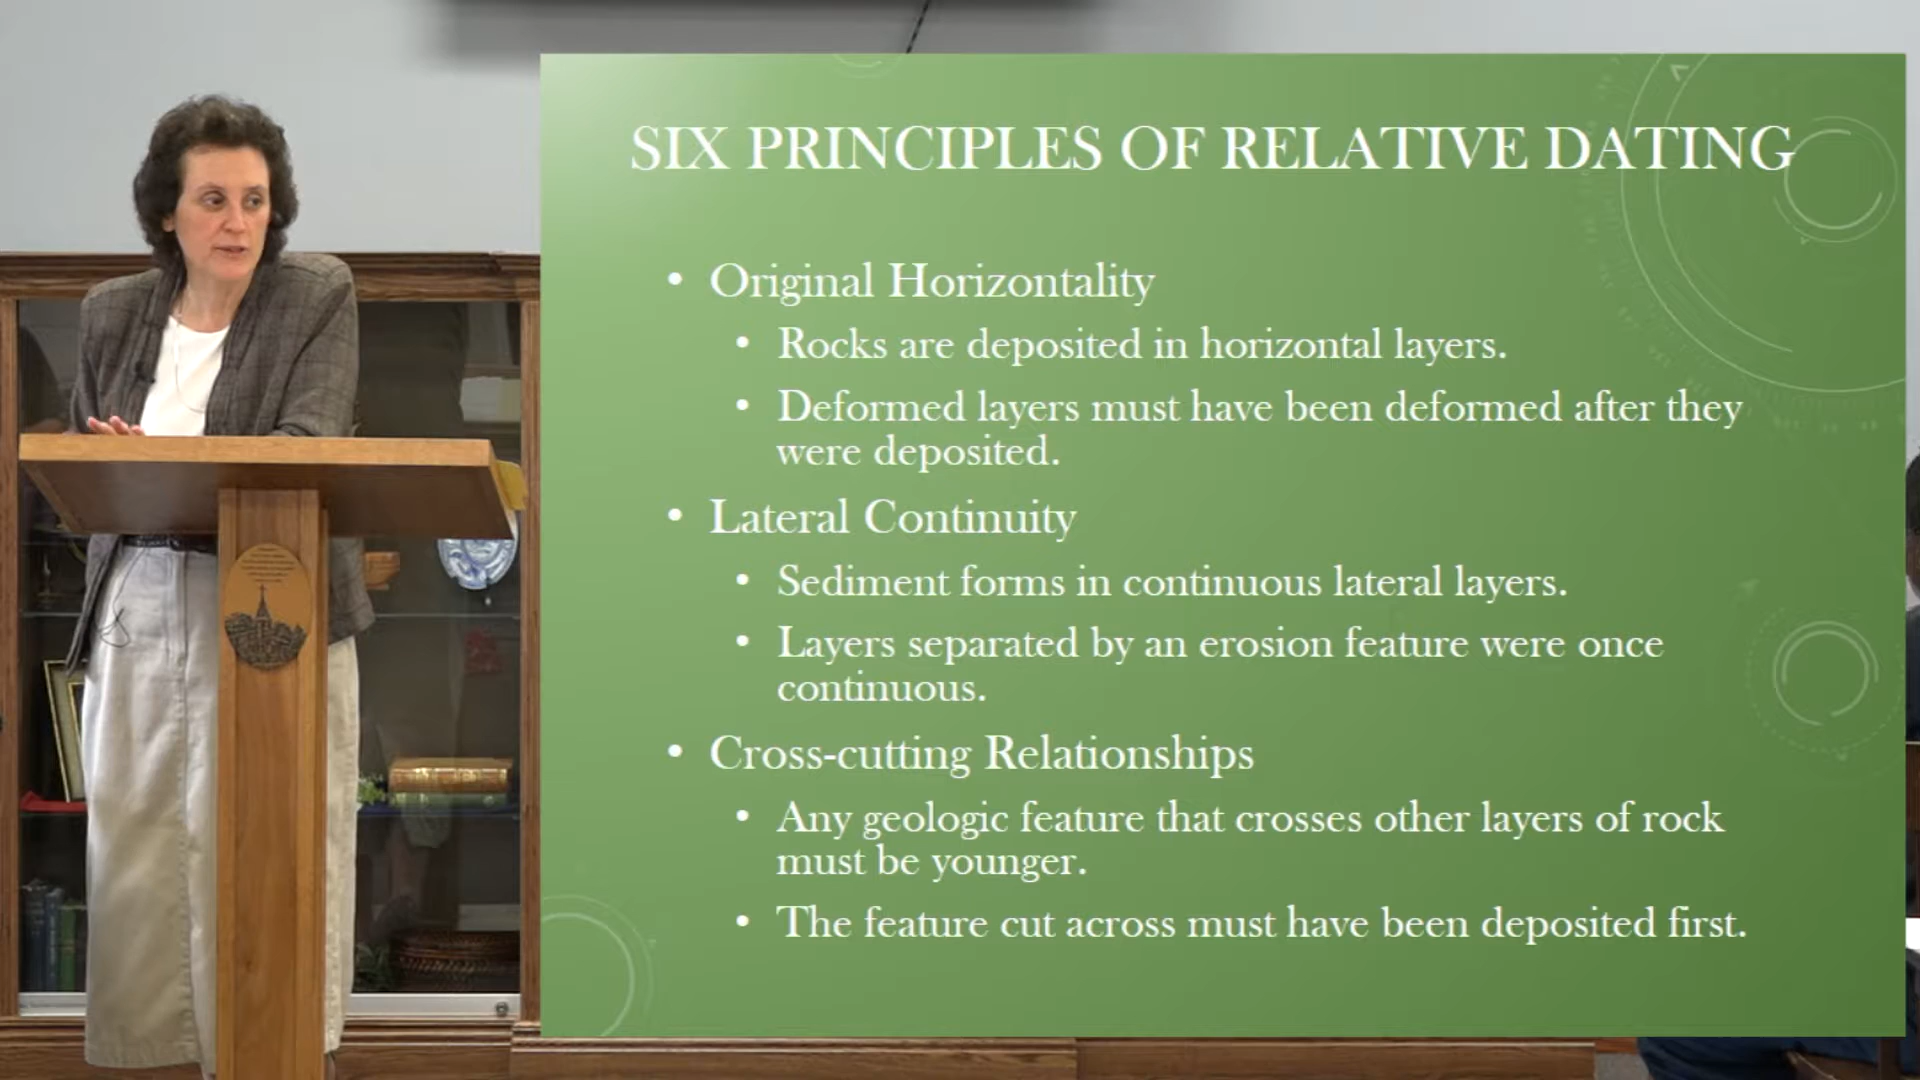 SIX PRINCIPLES OF RELATIVE DATING
• Original Horizontality
• Rocks are deposited in horizontal layers.
• Deformed layers must have been deformed after they
were deposited.
• Lateral Continuity
• Sediment forms in continuous lateral layers.
• Layers separated by an erosion feature were once
continuous.
• Cross-cutting Relationships
• Any geologic feature that crosses other layers of rock
must be younger.
• The feature cut across must have been deposited first.